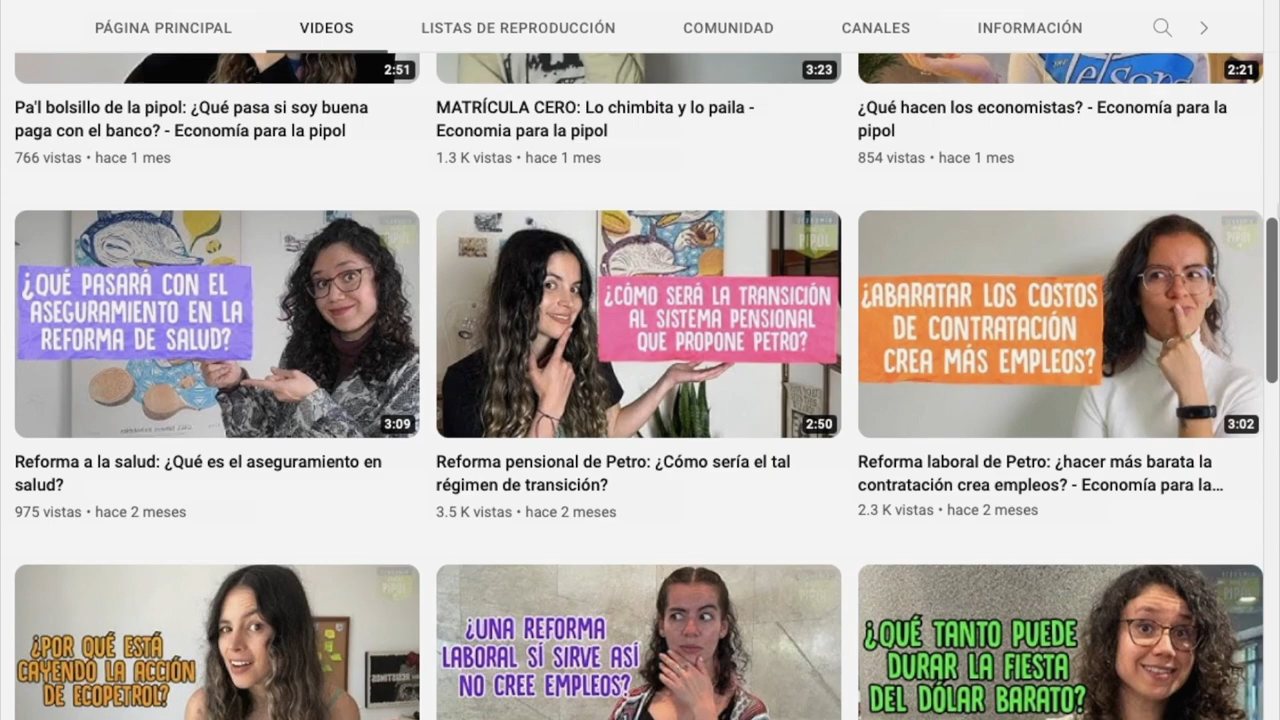 PÁGINA PRINCIPAL
VIDEOS
LISTAS DE REPRODUCCIÓN
COMUNIDAD
CANALES
INFORMACIÓN
2:51
3:23
2:21
Pa'l bolsillo de la pipol: ¿Qué pasa si soy buena
paga con el banco? - Economía para la pipol
766 vistas • hace 1 mes
MATRÍCULA CERO: Lo chimbita y lo paila -
Economia para la pipol
1.3 K vistas • hace 1 mes
¿Qué hacen los economistas? - Economía para la
pipol
854 vistas • hace 1 mes
¿QUÉ PASARÁ CON EL
ASEGURAMIENTO EN LA
REFORMA DE SALUD?
3:09
¿CÓMO SERÁ LA TRANSICIÓN
AL SISTEMA PENSIONAL
QUE PROPONE PETRO?
2:50
¿ABARATAR LOS COSTOS
DE CONTRATACIÓN
CREA MÁS EMPLEOS?
3:02
Reforma a la salud: ¿Qué es el aseguramiento en
salud?
975 vistas • hace 2 meses
Reforma pensional de Petro: ¿Cómo sería el tal
régimen de transición?
3.5 K vistas • hace 2 meses
Reforma laboral de Petro: ¿hacer más barata la
contratación crea empleos? - Economía para la...
2.3 K vistas • hace 2 meses
¿POR QUÉ ESTÁ
CAYENDO LA ACCIÓN
DE ECOPETROL?
¿UNA REFORMA
LABORAL SÍ SIRVE ASÍ
NO CREE EMPLEOS?
¿QUÉ TANTO PUEDE
DURAR LA FIESTA
DEL DÓLAR BARATO?